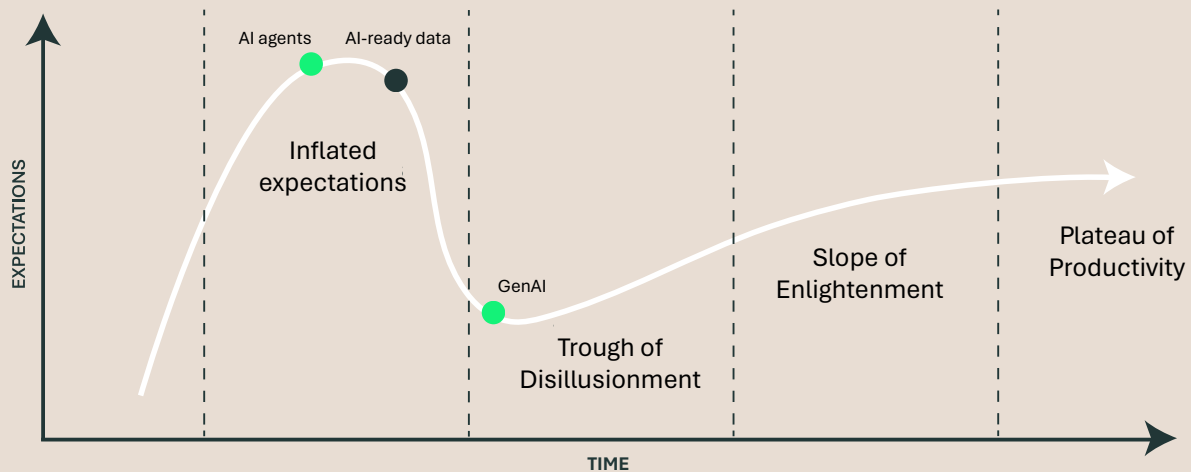 AI agents
AI-ready data
Inflated
expectations
EXPECTATIONS
GenAI
Trough of
Disillusionment
Slope of
Enlightenment
Plateau of
Productivity
TIME